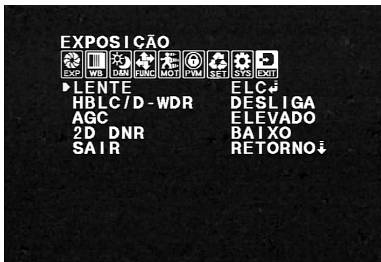 EXPOSIÇÃO
EXP WB D&N FUNC MOT PVM SET SYS EXIT
LENTE ELC
HBLC/D-WDR DESLIGA
AGC ELEVADO
2D DNR BAIXO
SAIR RETORNO